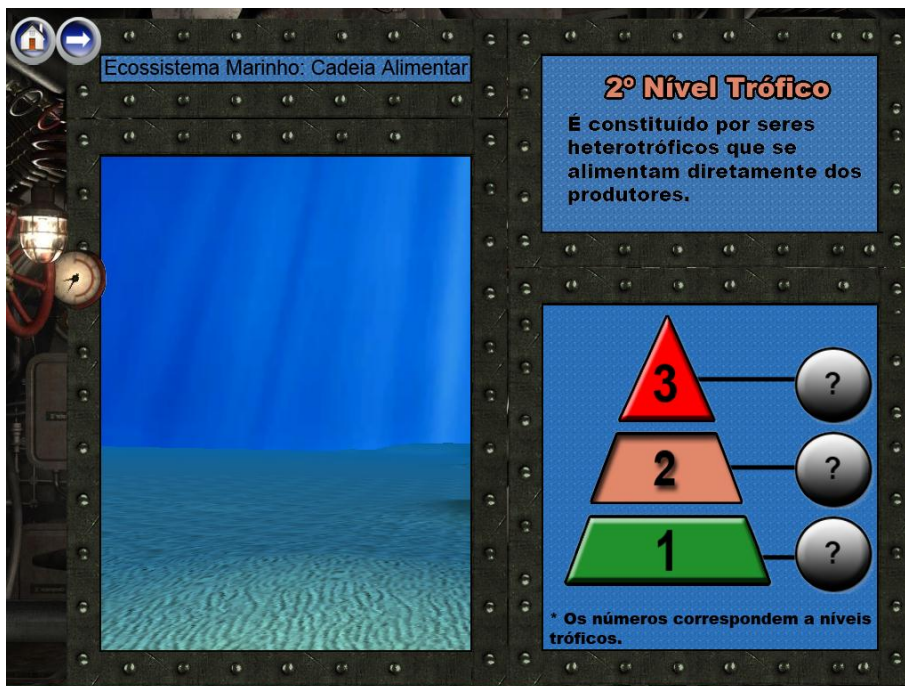 Ecossistema Marinho: Cadeia Alimentar
2º Nível Trófico
É constituído por seres
heterotróficos que se
alimentam diretamente dos
produtores.
3
?
2
?
1
?
* Os números correspondem a níveis
tróficos.